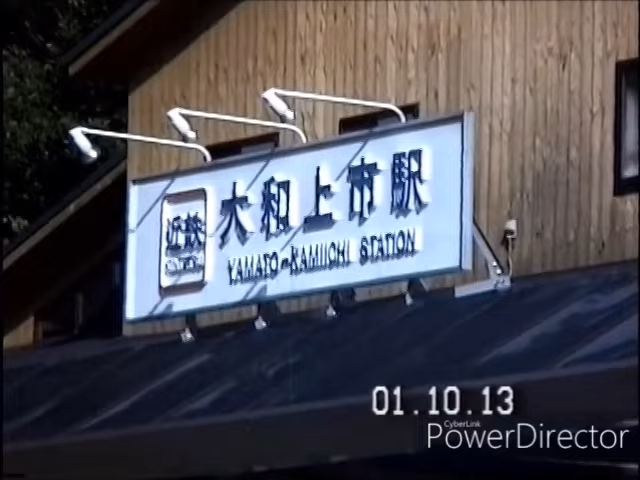 近鉄
大和上市駅
YAMATO-KAMIICHI STATION
01.10.13
CyberLink
PowerDirector